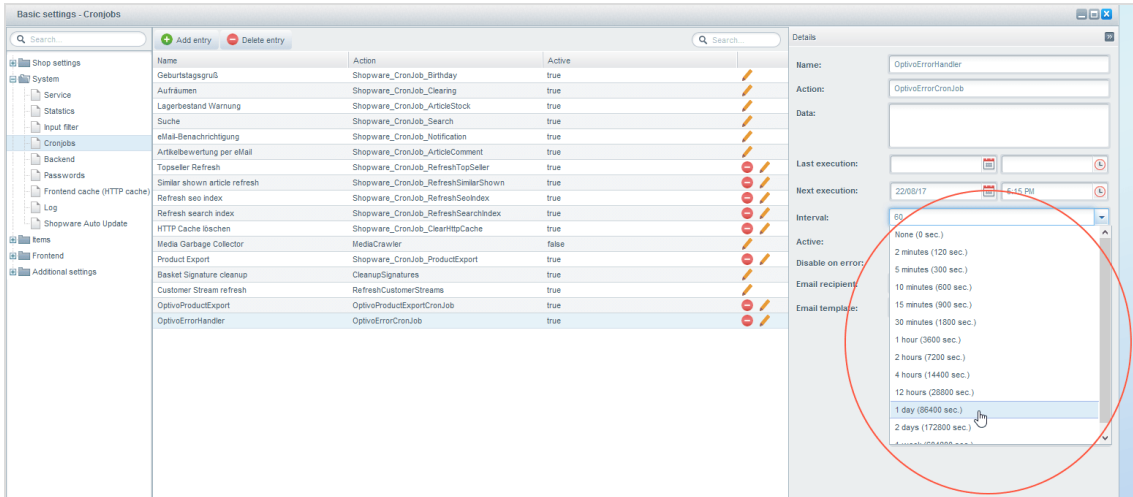 Basic settings - Cronjobs
Search...
Shop settings
System
Service
Statstics
Input filter
Cronjobs
Backend
Passwords
Frontend cache (HTTP cache)
Log
Shopware Auto Update
Items
Frontend
Additional settings
Add entry Delete entry Search...
Name Action Active
Geburtstagsgruß Shopware_CronJob_Birthday true
Aufräumen Shopware_CronJob_Clearing true
Lagerbestand Warnung Shopware_CronJob_ArticleStock true
Suche Shopware_CronJob_Search true
eMail-Benachrichtigung Shopware_CronJob_Notification true
Artikelbewertung per eMail Shopware_CronJob_ArticleComment true
Topseller Refresh Shopware_CronJob_RefreshTopSeller true
Similar shown article refresh Shopware_CronJob_RefreshSimilarShown true
Refresh seo index Shopware_CronJob_RefreshSeoIndex true
Refresh search index Shopware_CronJob_RefreshSearchIndex true
HTTP Cache löschen Shopware_CronJob_ClearHttpCache true
Media Garbage Collector MediaCrawler false
Product Export Shopware_CronJob_ProductExport true
Basket Signature cleanup CleanupSignatures true
Customer Stream refresh RefreshCustomerStreams true
OptivoProductExport OptivoProductExportCronJob true
OptivoErrorHandler OptivoErrorCronJob true
Details
Name: OptivoErrorHandler
Action: OptivoErrorCronJob
Data:
Last execution:
Next execution: 22/08/17 5:15 PM
Interval: 60
Active:
Disable on error:
Email recipient:
Email template:
None (0 sec.)
2 minutes (120 sec.)
5 minutes (300 sec.)
10 minutes (600 sec.)
15 minutes (900 sec.)
30 minutes (1800 sec.)
1 hour (3600 sec.)
2 hours (7200 sec.)
4 hours (14400 sec.)
12 hours (28800 sec.)
1 day (86400 sec.)
2 days (172800 sec.)
1 week (604800 sec.)